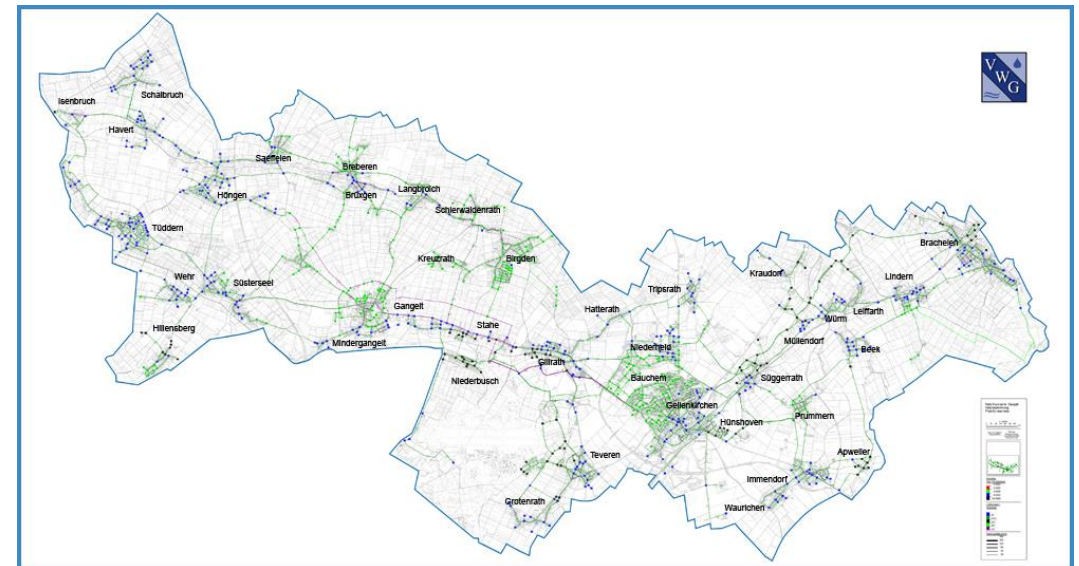 V
W
G
Schalbruch
Isenbruch
Havert
Saeffelen
Breberen
Höngen
Brüxgen
Langbroich
Schierwaldenrath
Tüddern
Kreuzrath
Birgden
Wehr
Süsterseel
Gangelt
Hillensberg
Mindergangelt
Stahe
Niederbusch
Gillrath
Hatterath
Tripsrath
Kraudorf
Brachelen
Lindern
Leiffarth
Würm
Müllendorf
Beek
Niederheid
Bauchem
Süggerrath
Geilenkirchen
Hünshoven
Prummern
Apweiler
Teveren
Immendorf
Grotenrath
Waurichen